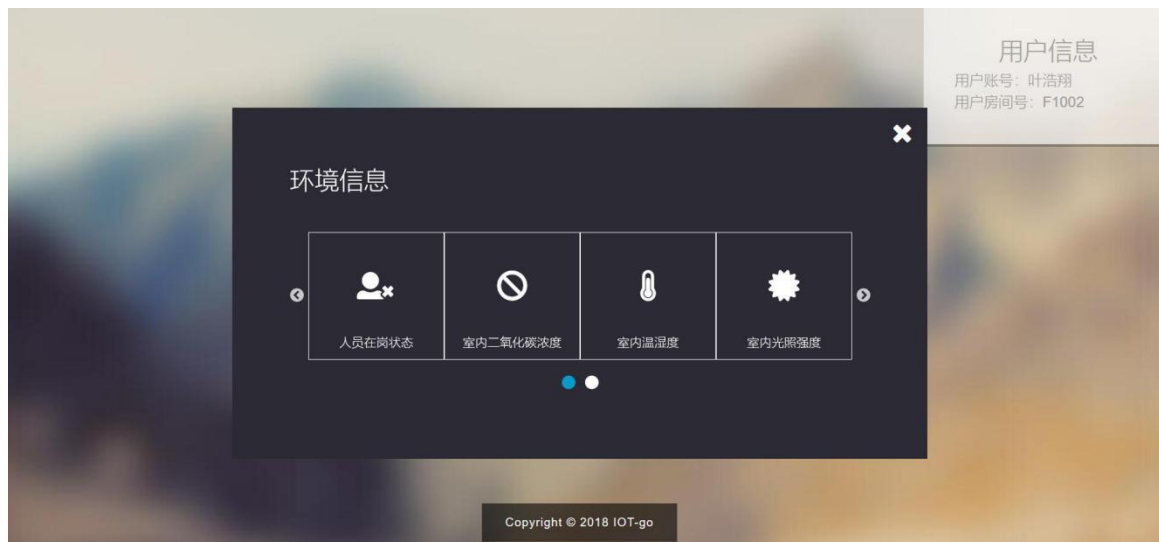 用户信息
用户账号：叶浩翔
用户房间号：F1002
环境信息
人员在岗状态
室内二氧化碳浓度
室内温湿度
室内光照强度
Copyright © 2018 IOT-go